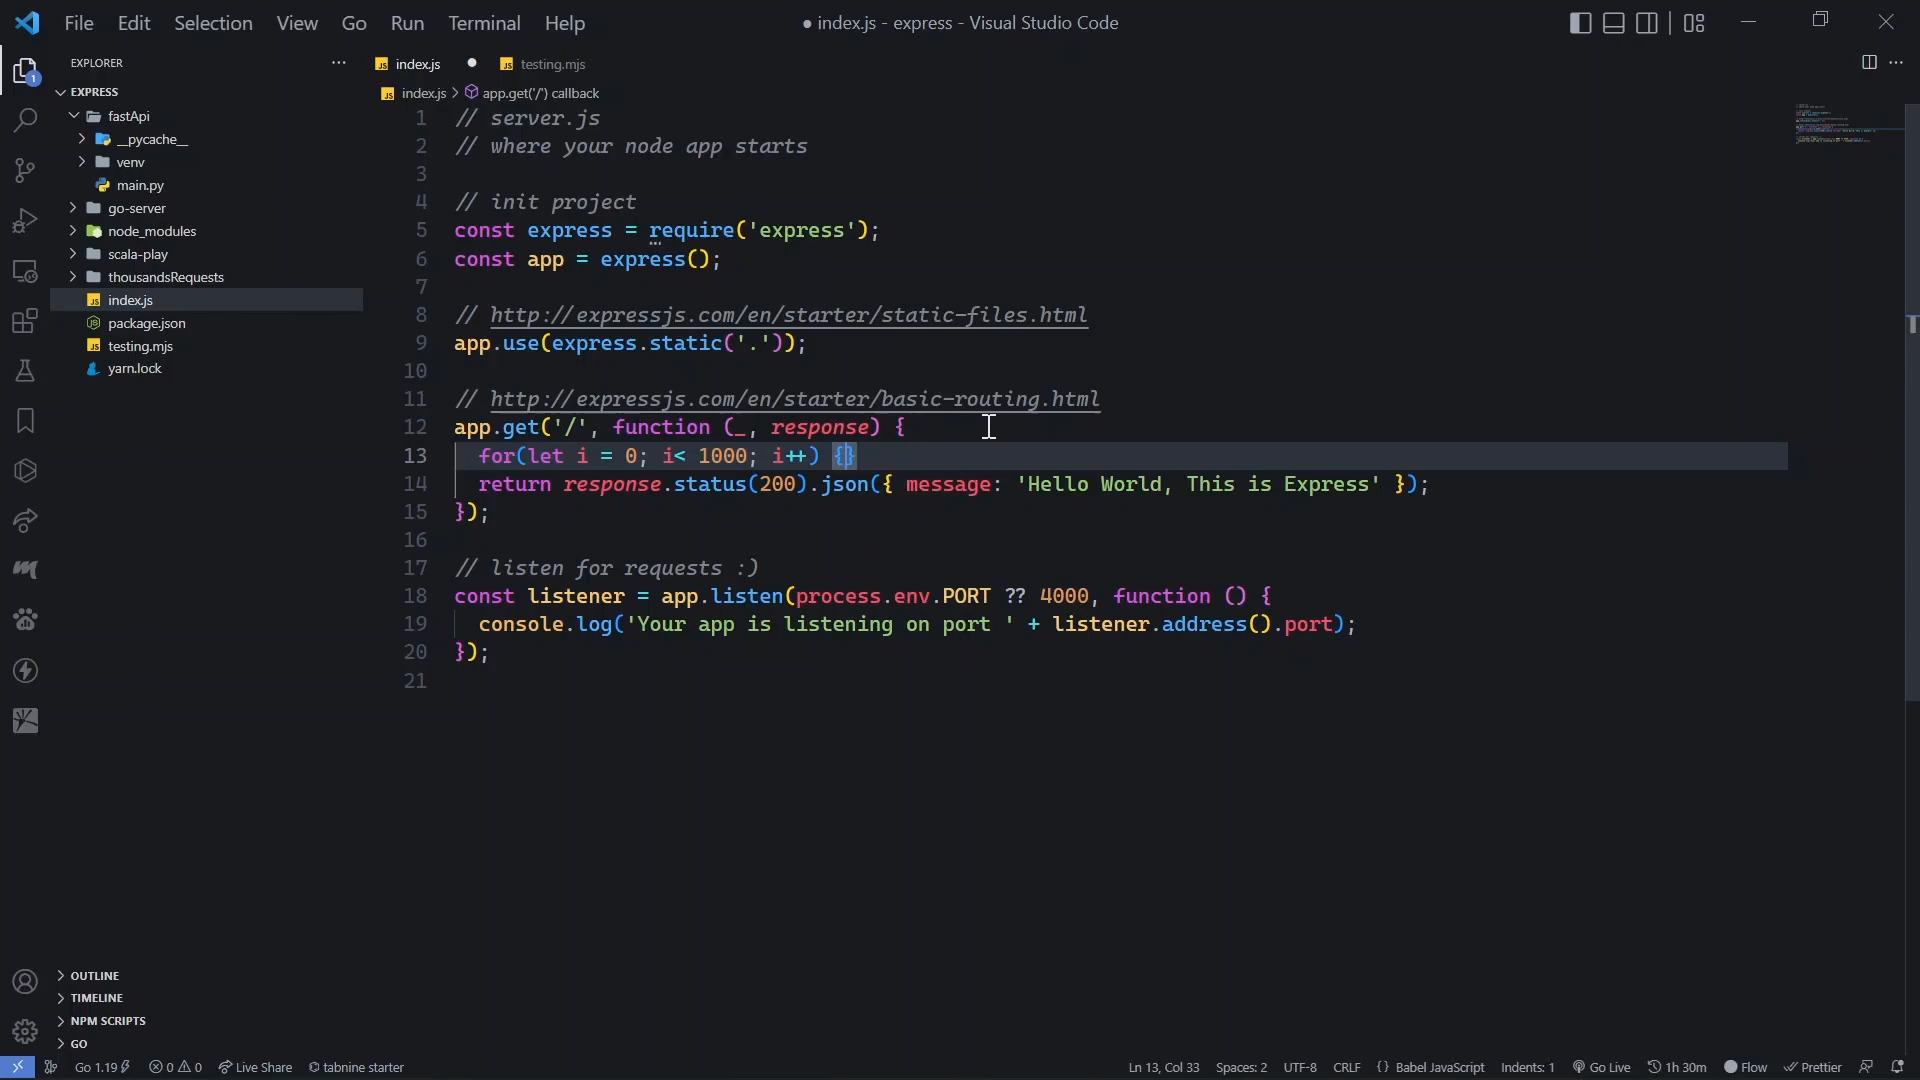 File Edit Selection View Go Run Terminal Help
● index.js - express - Visual Studio Code
EXPLORER
EXPRESS
fastApi
__pycache__
venv
main.py
go-server
node_modules
scala-play
thousandsRequests
index.js
package.json
testing.mjs
yarn.lock
OUTLINE
TIMELINE
NPM SCRIPTS
GO
index.js ● testing.mjs
index.js > app.get('/') callback
1 // server.js
2 // where your node app starts
3
4 // init project
5 const express = require('express');
6 const app = express();
7
8 // http://expressjs.com/en/starter/static-files.html
9 app.use(express.static('.'));
10
11 // http://expressjs.com/en/starter/basic-routing.html
12 app.get('/', function (_, response) {
13 for(let i = 0; i< 1000; i++) {}
14 return response.status(200).json({ message: 'Hello World, This is Express' });
15 });
16
17 // listen for requests :)
18 const listener = app.listen(process.env.PORT ?? 4000, function () {
19 console.log('Your app is listening on port ' + listener.address().port);
20 });
21
1
Go 1.19 0 0 Live Share tabnine starter Ln 13, Col 33 Spaces: 2 UTF-8 CRLF {} Babel JavaScript Indents: 1 Go Live 1h 30m Flow Prettier